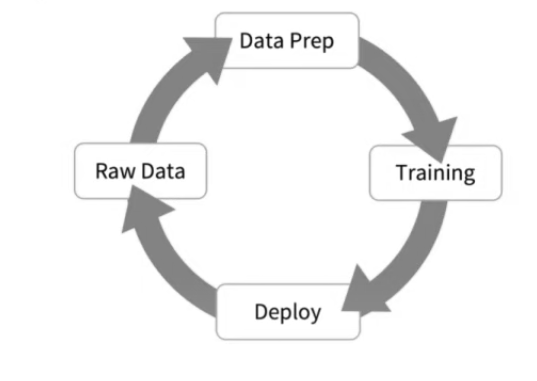 Data Prep
Raw Data
Training
Deploy